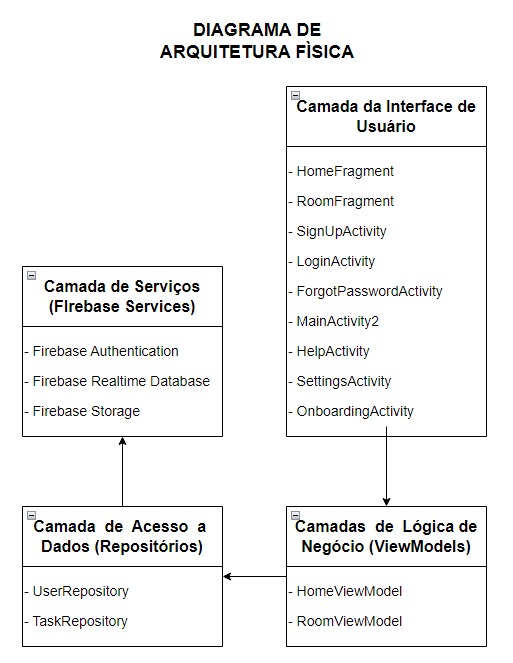 DIAGRAMA DE
ARQUITETURA FÌSICA
Camada da Interface de
Usuário
- HomeFragment
- RoomFragment
- SignUpActivity
- LoginActivity
- ForgotPasswordActivity
- MainActivity2
- HelpActivity
- SettingsActivity
- OnboardingActivity
Camada de Serviços
(FIrebase Services)
- Firebase Authentication
- Firebase Realtime Database
- Firebase Storage
Camada de Acesso a
Dados (Repositórios)
- UserRepository
- TaskRepository
Camadas de Lógica de
Negócio (ViewModels)
- HomeViewModel
- RoomViewModel